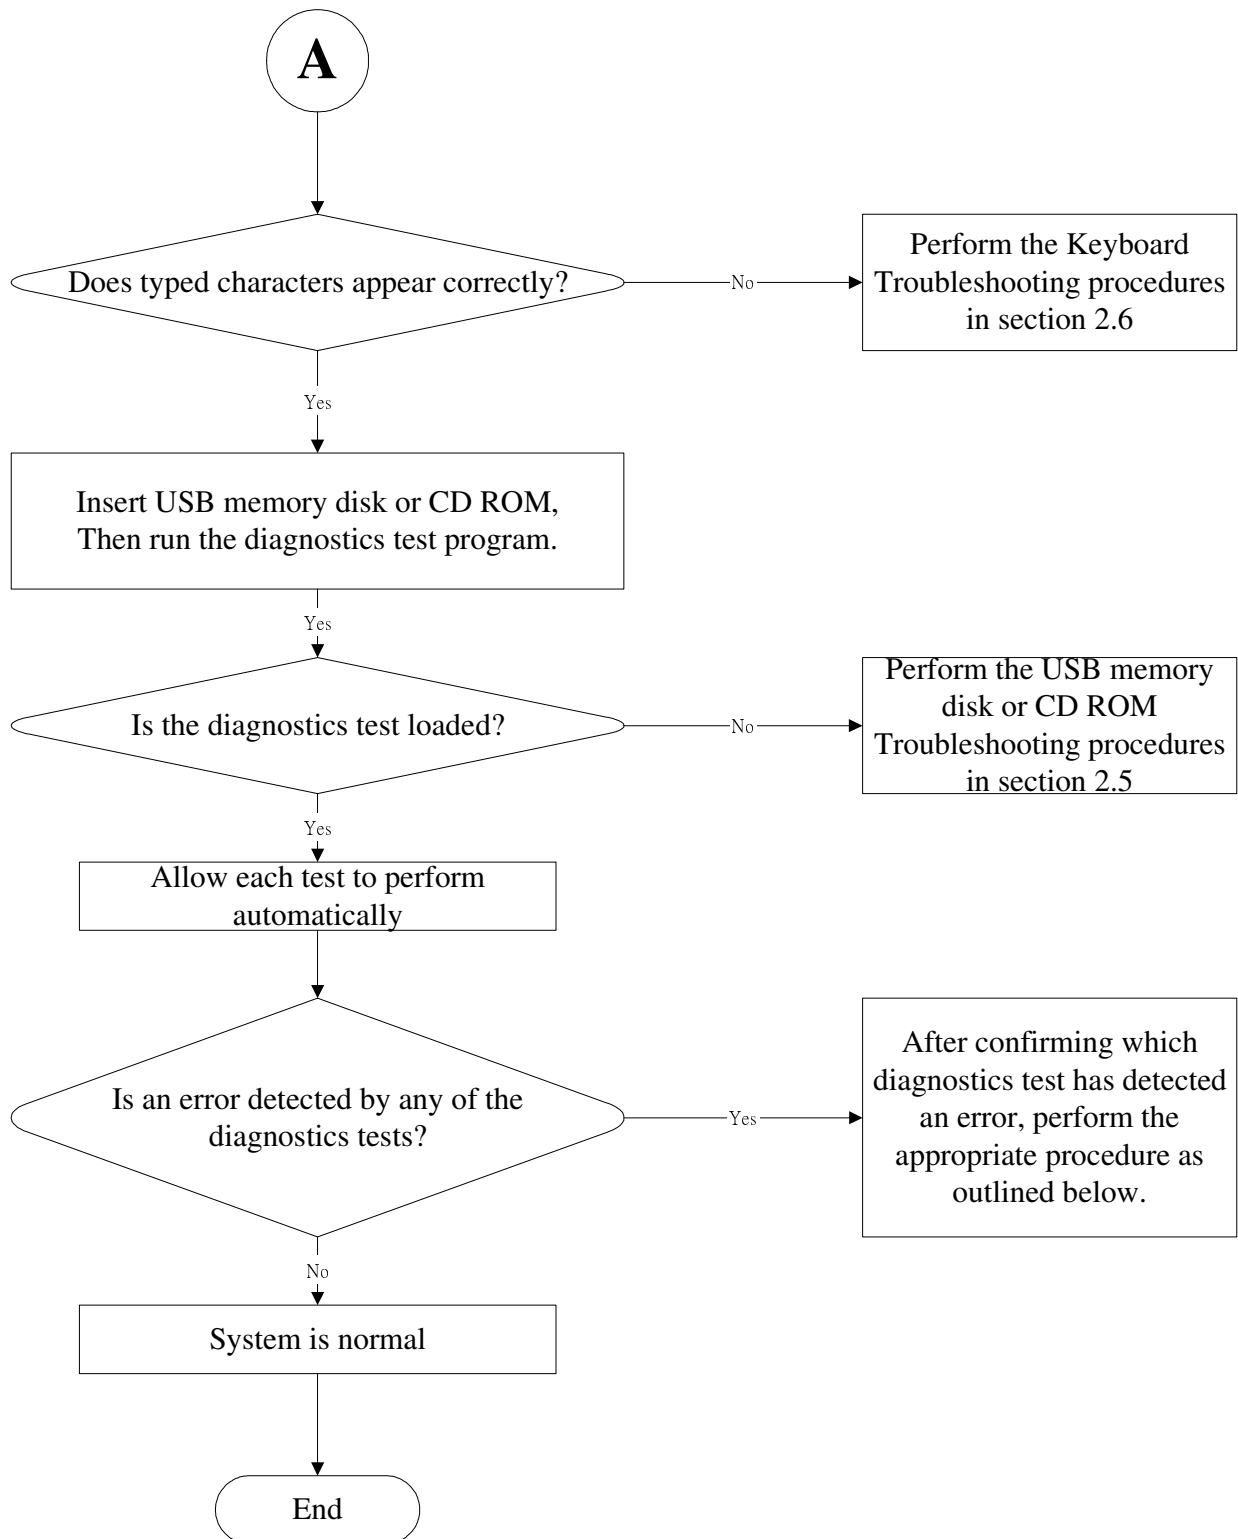 A
Does typed characters appear correctly?
No
Perform the Keyboard
Troubleshooting procedures
in section 2.6
Yes
Insert USB memory disk or CD ROM,
Then run the diagnostics test program.
Yes
Is the diagnostics test loaded?
No
Perform the USB memory
disk or CD ROM
Troubleshooting procedures
in section 2.5
Yes
Allow each test to perform
automatically
Is an error detected by any of the
diagnostics tests?
Yes
After confirming which
diagnostics test has detected
an error, perform the
appropriate procedure as
outlined below.
No
System is normal
End